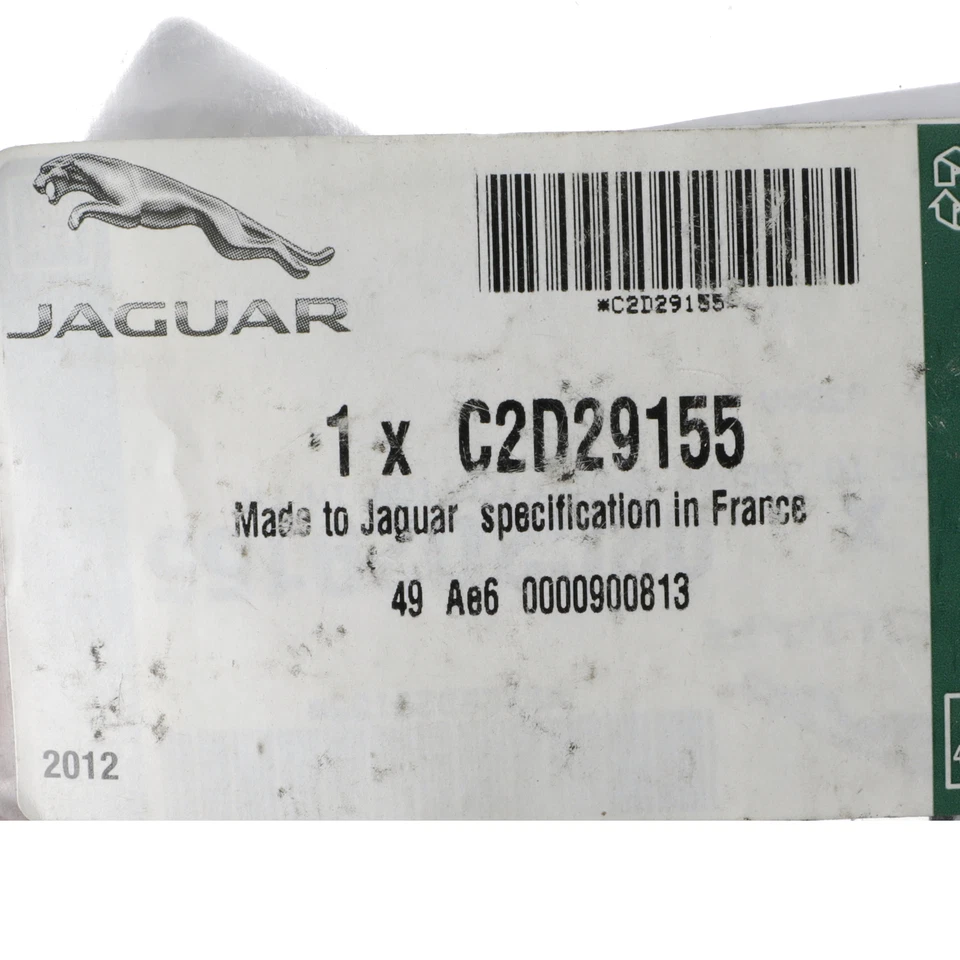 JAGUAR
*C2D29155*
1 x C2D29155
Made to Jaguar specification in France
49 Ae6 0000900813
2012